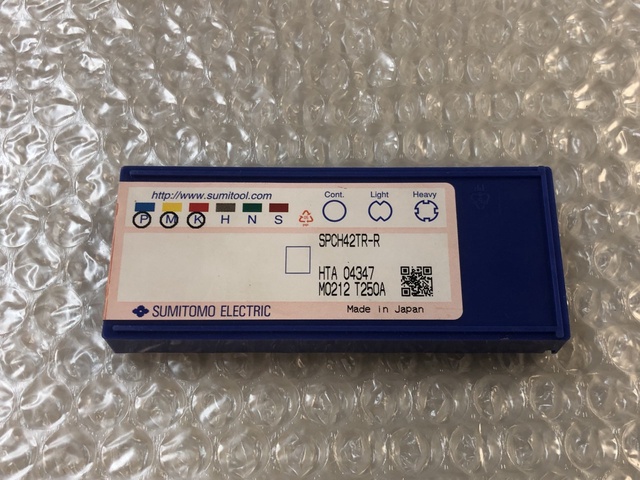 http://www.sumitool.com
Cont. Light Heavy
P M K H N S
SPCH42TR-R
HTA 04347
M0212 T250A
SUMITOMO ELECTRIC
Made in Japan